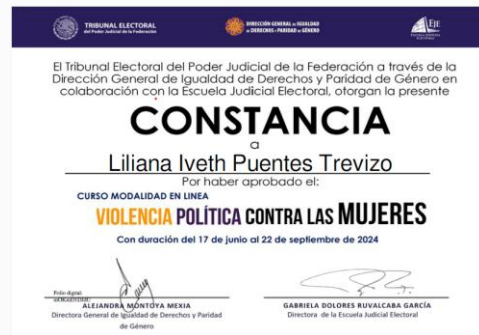 TRIBUNAL ELECTORAL
del Poder Judicial de la Federación
DIRECCIÓN GENERAL de IGUALDAD
de DERECHOS y PARIDAD de GÉNERO
EJE
ESCUELA JUDICIAL
ELECTORAL
El Tribunal Electoral del Poder Judicial de la Federación a través de la
Dirección General de Igualdad de Derechos y Paridad de Género en
colaboración con la Escuela Judicial Electoral, otorgan la presente
CONSTANCIA
a
Liliana Iveth Puentes Trevizo
Por haber aprobado el:
CURSO MODALIDAD EN LINEA
VIOLENCIA POLÍTICA CONTRA LAS MUJERES
Con duración del 17 de junio al 22 de septiembre de 2024
Folio digital:
ALEJANDRA MONTOYA MEXIA
Directora General de Igualdad de Derechos y Paridad
de Género
GABRIELA DOLORES RUVALCABA GARCÍA
Directora de la Escuela Judicial Electoral